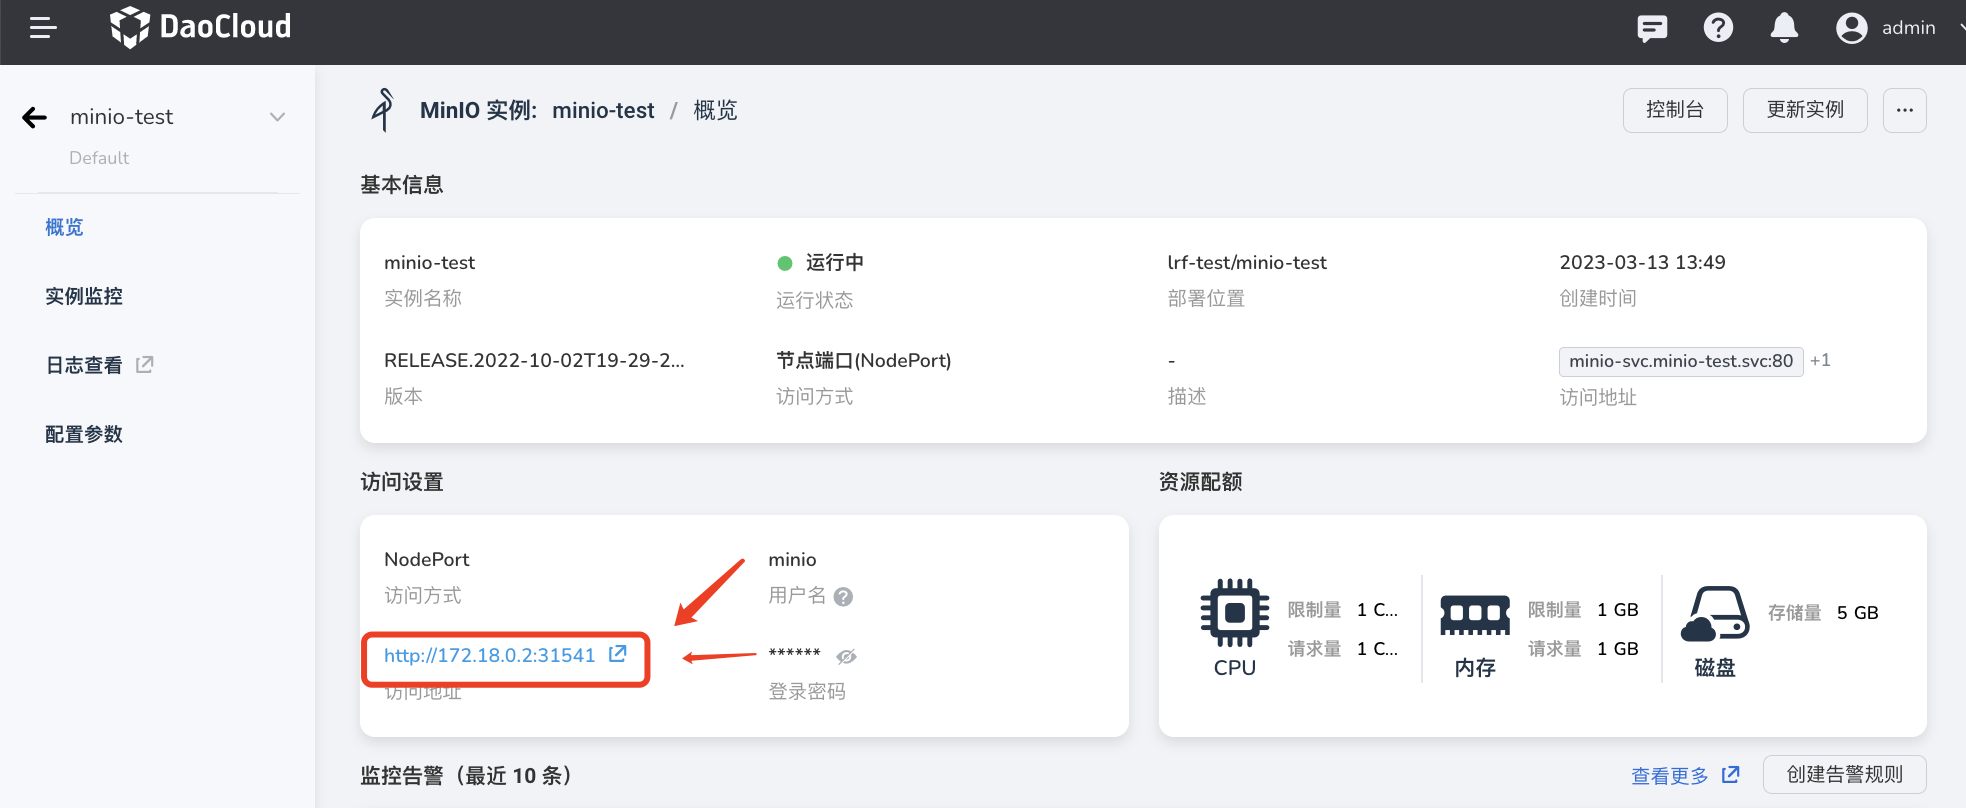 DaoCloud
admin
minio-test
Default
概览
实例监控
日志查看
配置参数
MinIO 实例: minio-test / 概览
控制台
更新实例
...
基本信息
minio-test
实例名称
运行中
运行状态
lrf-test/minio-test
部署位置
2023-03-13 13:49
创建时间
RELEASE.2022-10-02T19-29-2...
版本
节点端口(NodePort)
访问方式
-
描述
minio-svc.minio-test.svc:80 +1
访问地址
访问设置
NodePort
访问方式
minio
用户名
http://172.18.0.2:31541
访问地址
******
登录密码
资源配额
CPU
限制量 1 C...
请求量 1 C...
内存
限制量 1 GB
请求量 1 GB
磁盘
存储量 5 GB
监控告警（最近 10 条）
查看更多
创建告警规则